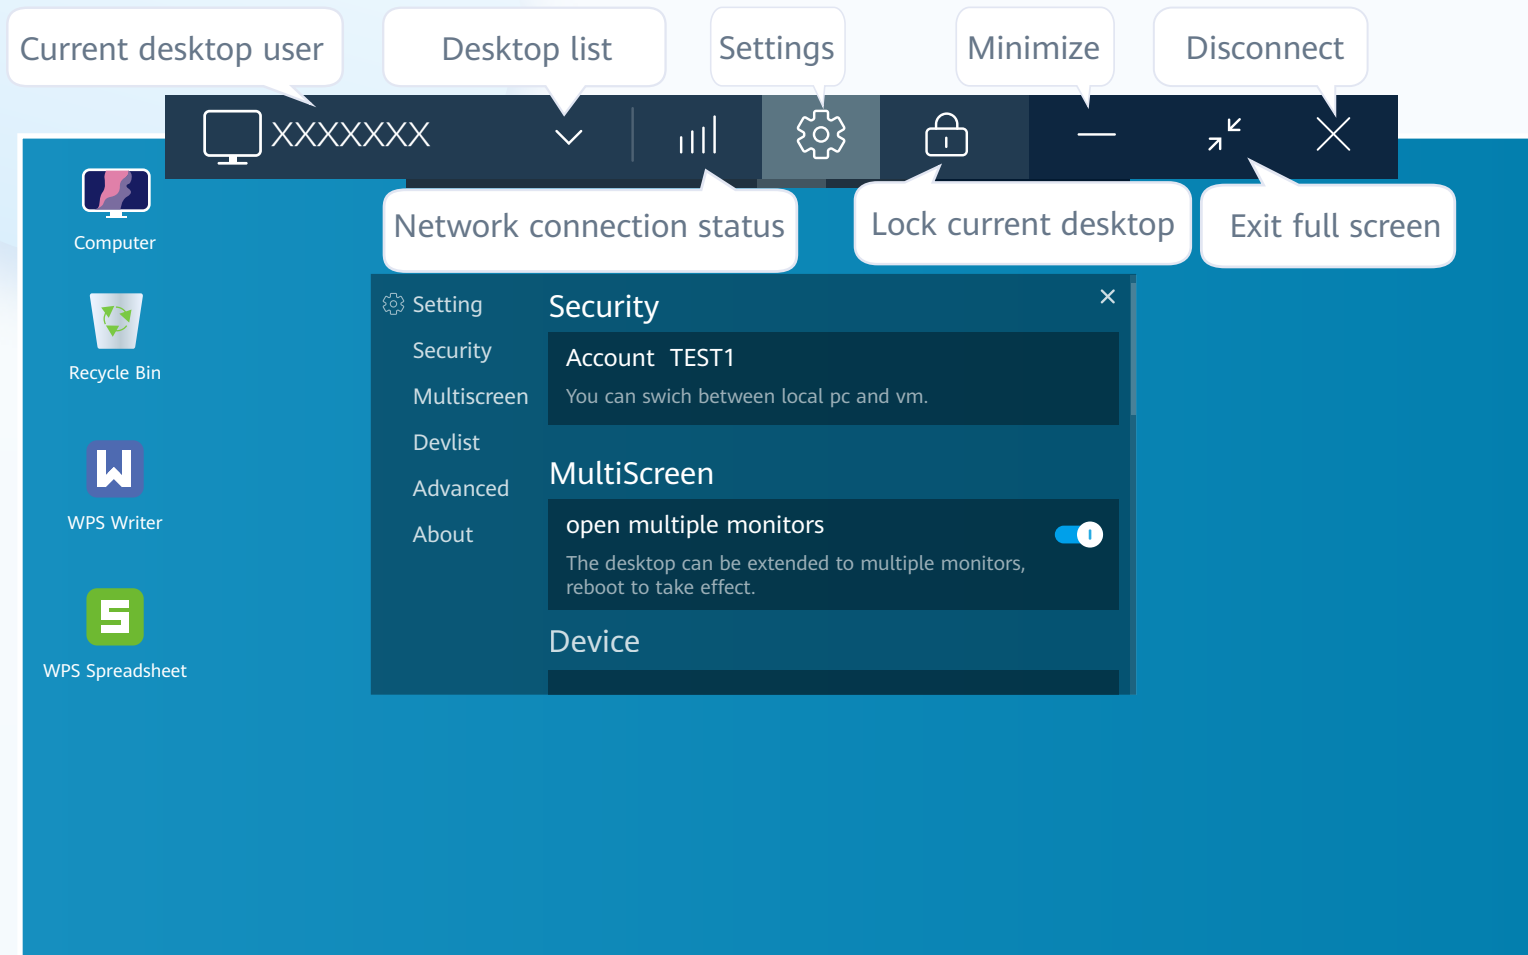 Current desktop user
Desktop list
Settings
Minimize
Disconnect
XXXXXXX
Network connection status
Lock current desktop
Exit full screen
Computer
Recycle Bin
WPS Writer
WPS Spreadsheet
Setting
Security
Multiscreen
Devlist
Advanced
About
Security
Account TEST1
You can swich between local pc and vm.
MultiScreen
open multiple monitors
The desktop can be extended to multiple monitors,
reboot to take effect.
Device